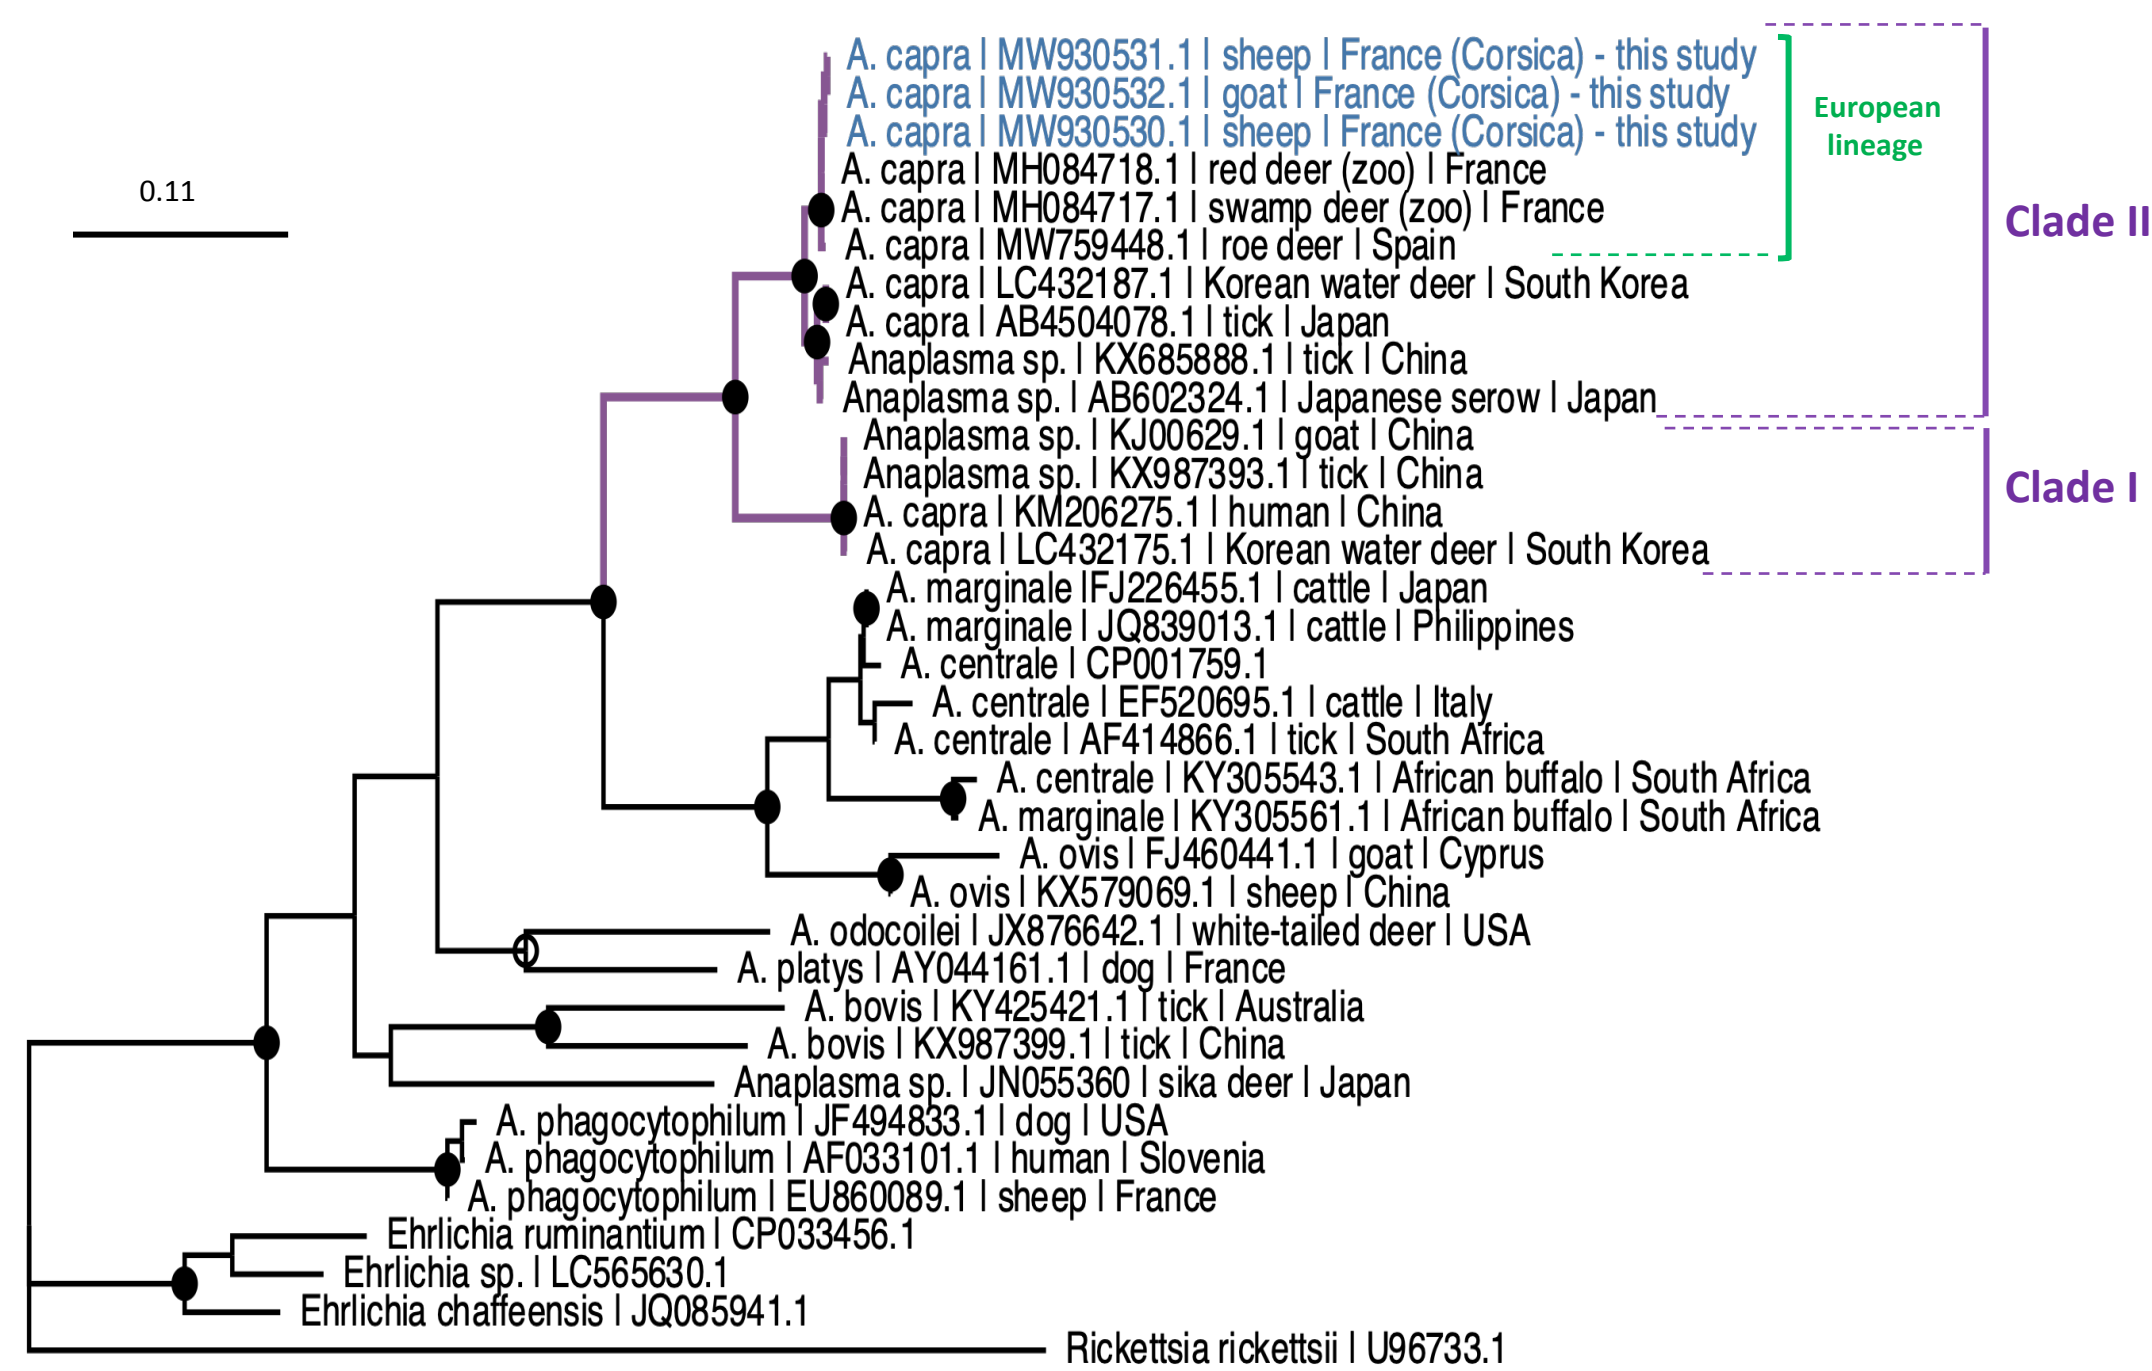 A. capra | MW930531.1 | sheep | France (Corsica) - this study
A. capra | MW930532.1 | goat | France (Corsica) - this study
A. capra | MW930530.1 | sheep | France (Corsica) - this study
A. capra | MH084718.1 | red deer (zoo) | France
A. capra | MH084717.1 | swamp deer (zoo) | France
A. capra | MW759448.1 | roe deer | Spain
A. capra | LC432187.1 | Korean water deer | South Korea
A. capra | AB4504078.1 | tick | Japan
Anaplasma sp. | KX685888.1 | tick | China
Anaplasma sp. | AB602324.1 | Japanese serow | Japan
Anaplasma sp. | KJ00629.1 | goat | China
Anaplasma sp. | KX987393.1 | tick | China
A. capra | KM206275.1 | human | China
A. capra | LC432175.1 | Korean water deer | South Korea
A. marginale |FJ226455.1 | cattle | Japan
A. marginale | JQ839013.1 | cattle | Philippines
A. centrale | CP001759.1
A. centrale | EF520695.1 | cattle | Italy
A. centrale | AF414866.1 | tick | South Africa
A. centrale | KY305543.1 | African buffalo | South Africa
A. marginale | KY305561.1 | African buffalo | South Africa
A. ovis | FJ460441.1 | goat | Cyprus
A. ovis | KX579069.1 | sheep | China
A. odocoilei | JX876642.1 | white-tailed deer | USA
A. platys | AY044161.1 | dog | France
A. bovis | KY425421.1 | tick | Australia
A. bovis | KX987399.1 | tick | China
Anaplasma sp. | JN055360 | sika deer | Japan
A. phagocytophilum | JF494833.1 | dog | USA
A. phagocytophilum | AF033101.1 | human | Slovenia
A. phagocytophilum | EU860089.1 | sheep | France
Ehrlichia ruminantium | CP033456.1
Ehrlichia sp. | LC565630.1
Ehrlichia chaffeensis | JQ085941.1
Rickettsia rickettsii | U96733.1
0.11
European
lineage
Clade II
Clade I